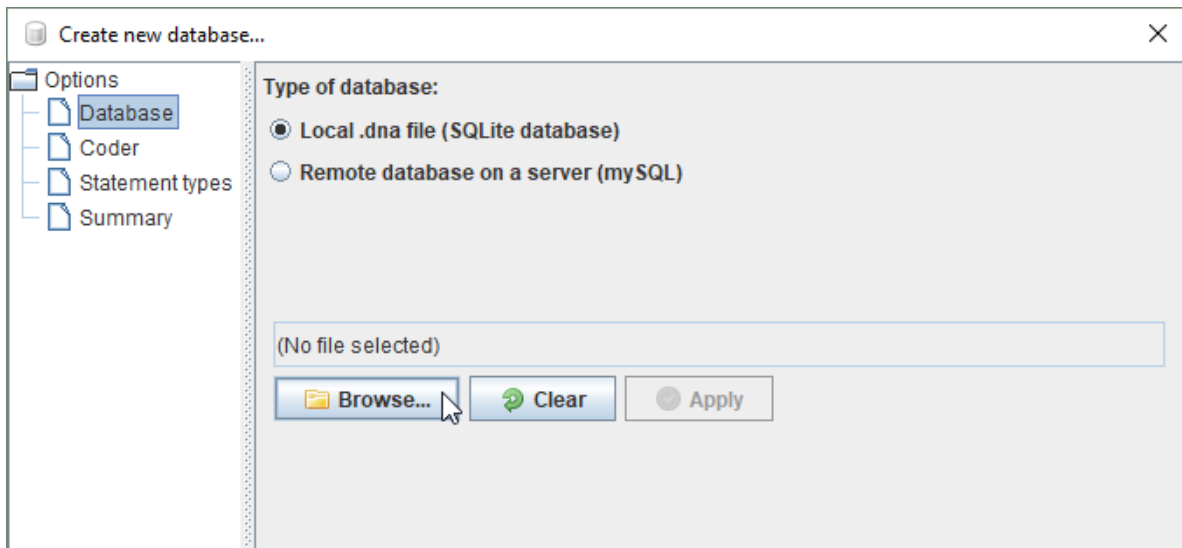 Create new database...
Options
Database
Coder
Statement types
Summary
Type of database:
Local .dna file (SQLite database)
Remote database on a server (mySQL)
(No file selected)
Browse... Clear Apply